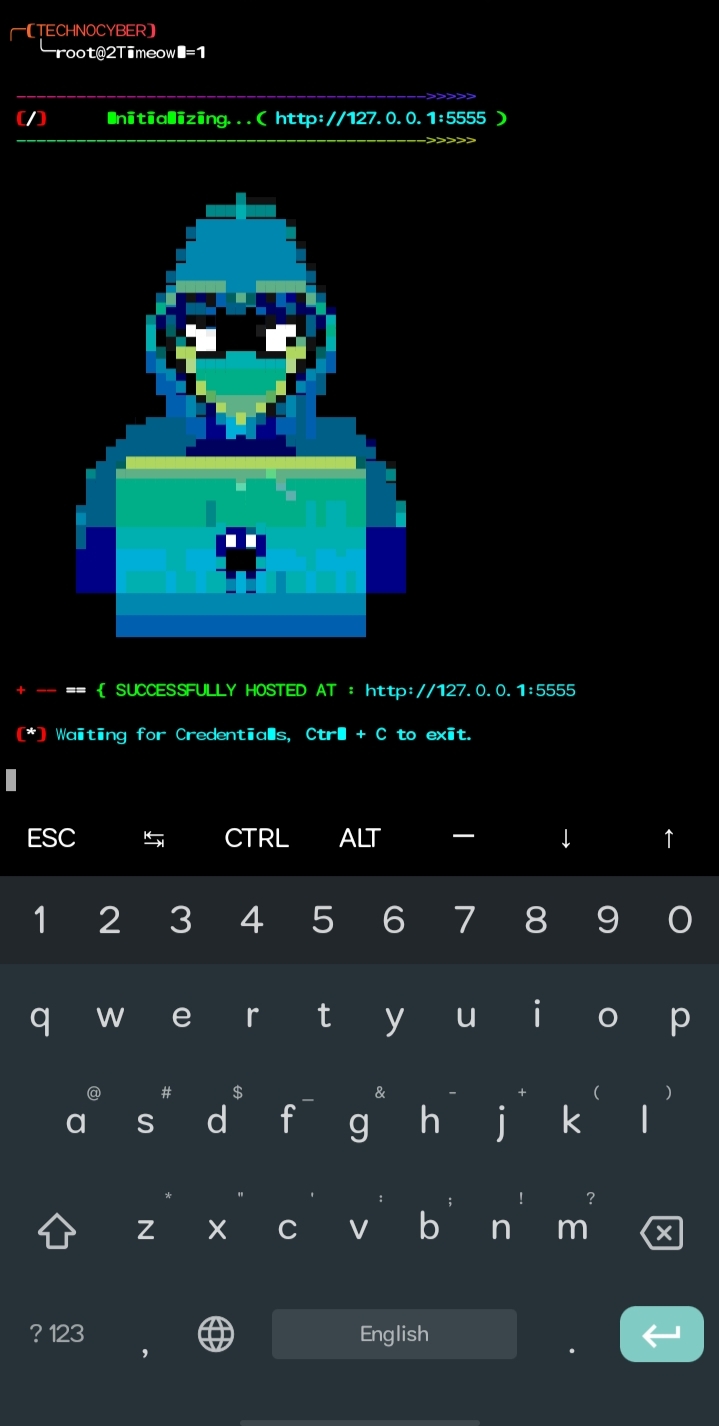 [TECHNOCYBER]
root@2Timeow =1
----------------------------------------->>>>>
[/] Initializing...( http://127.0.0.1:5555 )
----------------------------------------->>>>>
+ -- == { SUCCESSFULLY HOSTED AT : http://127.0.0.1:5555
[*] Waiting for Credentials, Ctrl + C to exit.
ESC ↹ CTRL ALT — ↓ ↑
1 2 3 4 5 6 7 8 9 0
q w e r t y u i o p
@ # $ _ & - + ( )
a s d f g h j k l
* " ' : ; ! ?
z x c v b n m
?123 , English .